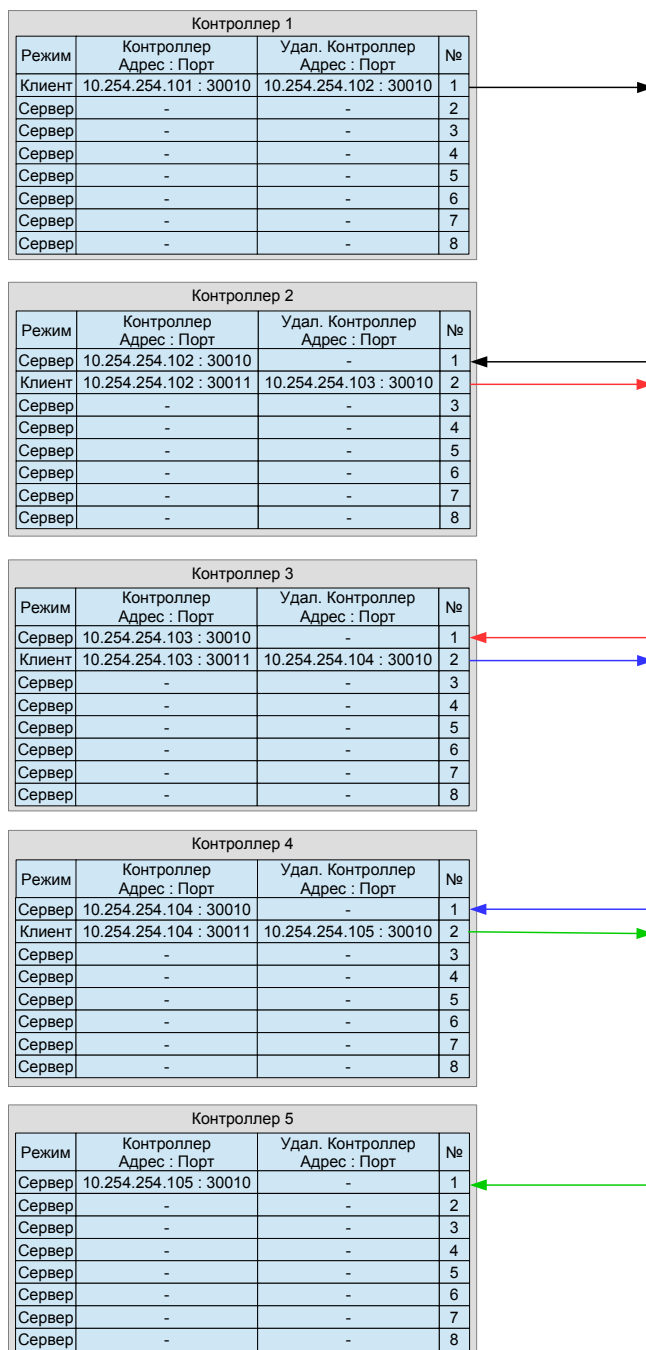 Контроллер 1
Режим Контроллер Адрес : Порт Удал. Контроллер Адрес : Порт №
Клиент 10.254.254.101 : 30010 10.254.254.102 : 30010 1
Сервер - - 2
Сервер - - 3
Сервер - - 4
Сервер - - 5
Сервер - - 6
Сервер - - 7
Сервер - - 8
Контроллер 2
Режим Контроллер Адрес : Порт Удал. Контроллер Адрес : Порт №
Сервер 10.254.254.102 : 30010 - 1
Клиент 10.254.254.102 : 30011 10.254.254.103 : 30010 2
Сервер - - 3
Сервер - - 4
Сервер - - 5
Сервер - - 6
Сервер - - 7
Сервер - - 8
Контроллер 3
Режим Контроллер Адрес : Порт Удал. Контроллер Адрес : Порт №
Сервер 10.254.254.103 : 30010 - 1
Клиент 10.254.254.103 : 30011 10.254.254.104 : 30010 2
Сервер - - 3
Сервер - - 4
Сервер - - 5
Сервер - - 6
Сервер - - 7
Сервер - - 8
Контроллер 4
Режим Контроллер Адрес : Порт Удал. Контроллер Адрес : Порт №
Сервер 10.254.254.104 : 30010 - 1
Клиент 10.254.254.104 : 30011 10.254.254.105 : 30010 2
Сервер - - 3
Сервер - - 4
Сервер - - 5
Сервер - - 6
Сервер - - 7
Сервер - - 8
Контроллер 5
Режим Контроллер Адрес : Порт Удал. Контроллер Адрес : Порт №
Сервер 10.254.254.105 : 30010 - 1
Сервер - - 2
Сервер - - 3
Сервер - - 4
Сервер - - 5
Сервер - - 6
Сервер - - 7
Сервер - - 8